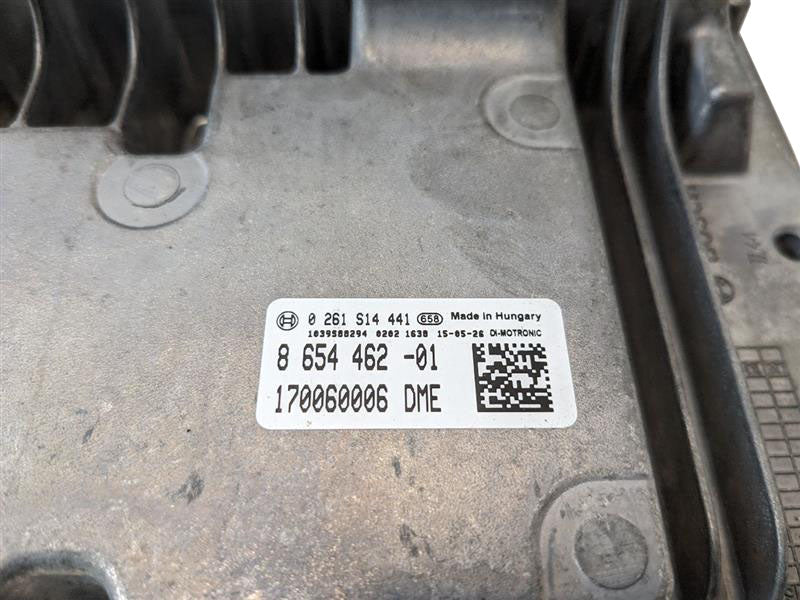 0 261 S14 441 658 Made in Hungary
1039S88294 0202 1638 15-05-26 DI-MOTRONIC
8 654 462 -01
170060006 DME